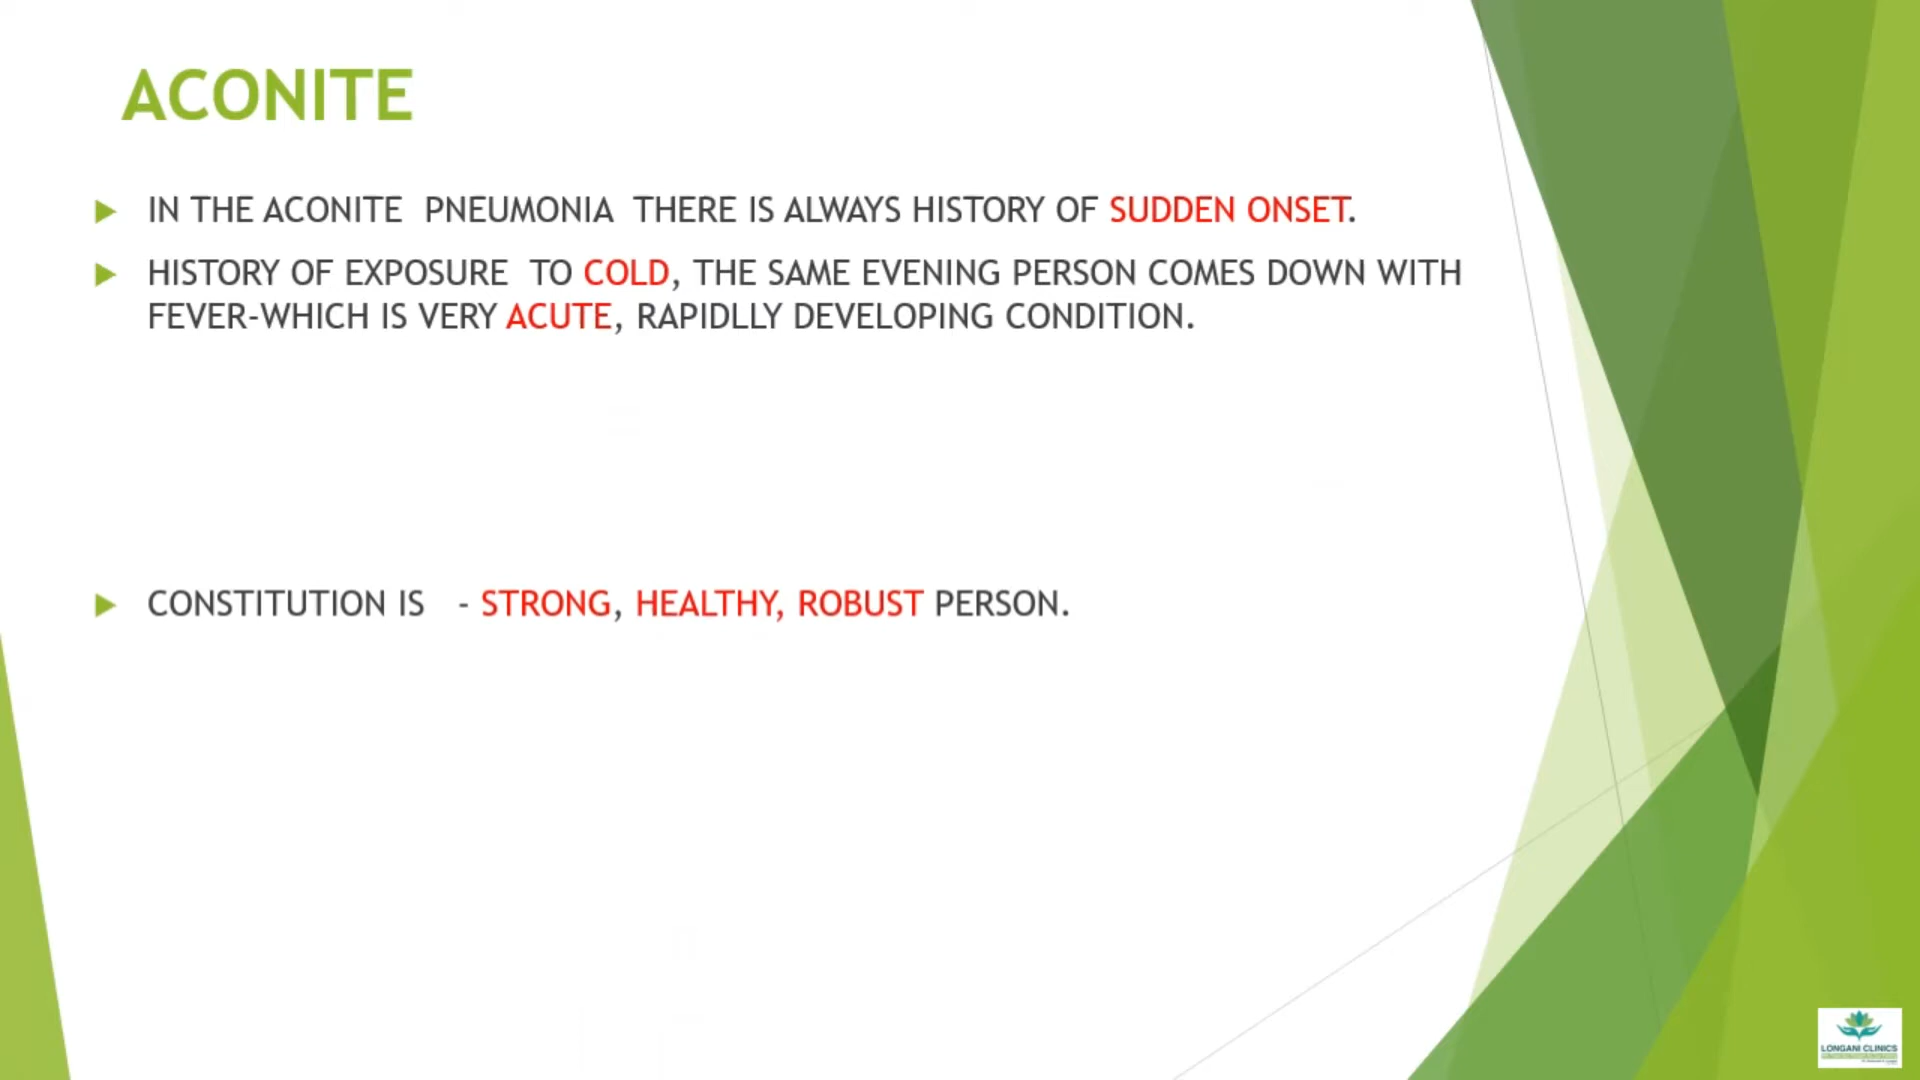 ACONITE
IN THE ACONITE PNEUMONIA THERE IS ALWAYS HISTORY OF SUDDEN ONSET.
HISTORY OF EXPOSURE TO COLD, THE SAME EVENING PERSON COMES DOWN WITH
FEVER-WHICH IS VERY ACUTE, RAPIDLLY DEVELOPING CONDITION.
CONSTITUTION IS - STRONG, HEALTHY, ROBUST PERSON.
LONGANI CLINICS